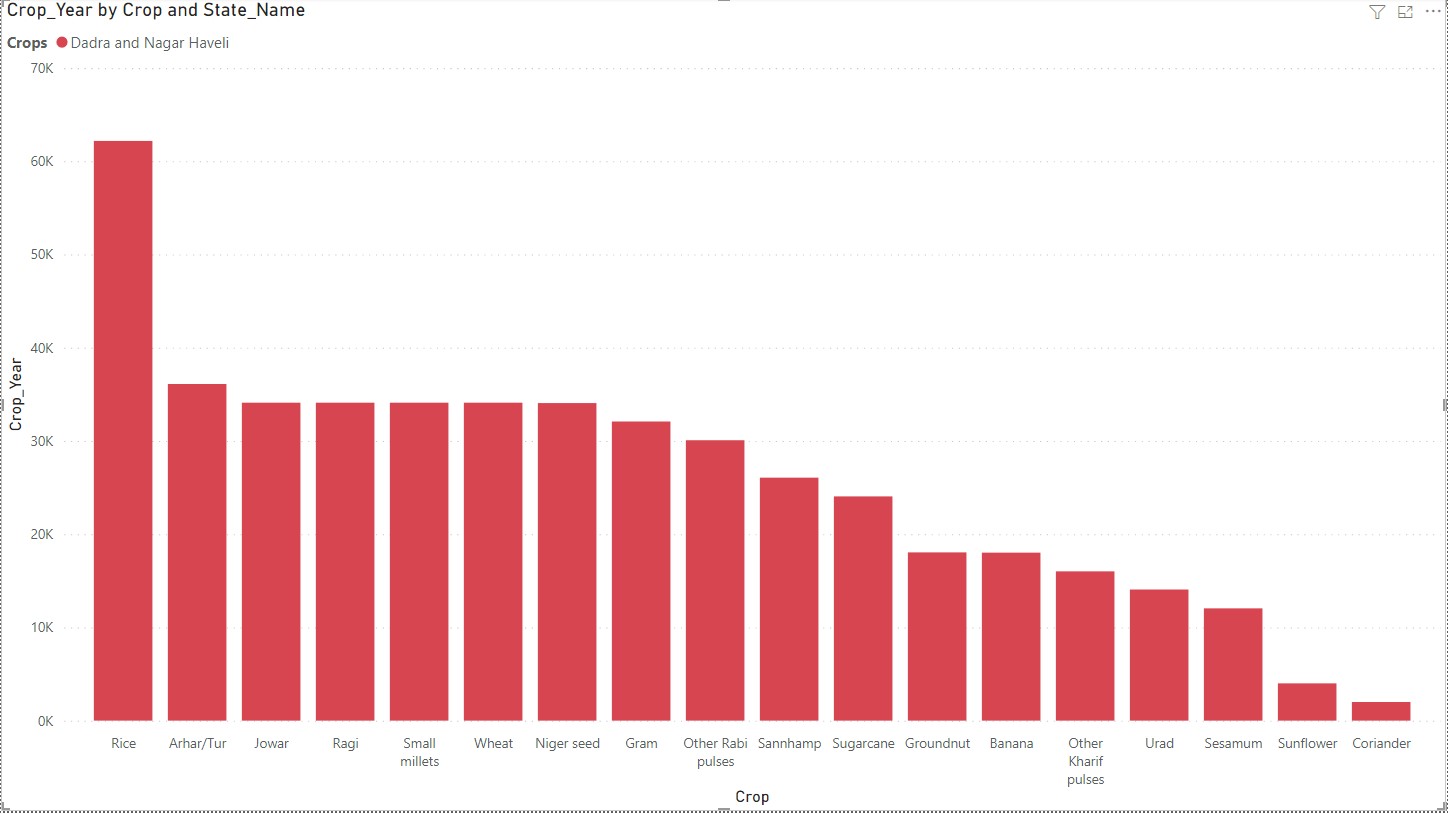 Crop_Year by Crop and State_Name
Crops Dadra and Nagar Haveli
70K
60K
50K
40K
30K
20K
10K
0K
Crop_Year
Rice
Arhar/Tur
Jowar
Ragi
Small
millets
Wheat
Niger seed
Gram
Other Rabi
pulses
Sannhamp
Sugarcane
Groundnut
Banana
Other
Kharif
pulses
Urad
Sesamum
Sunflower
Coriander
Crop